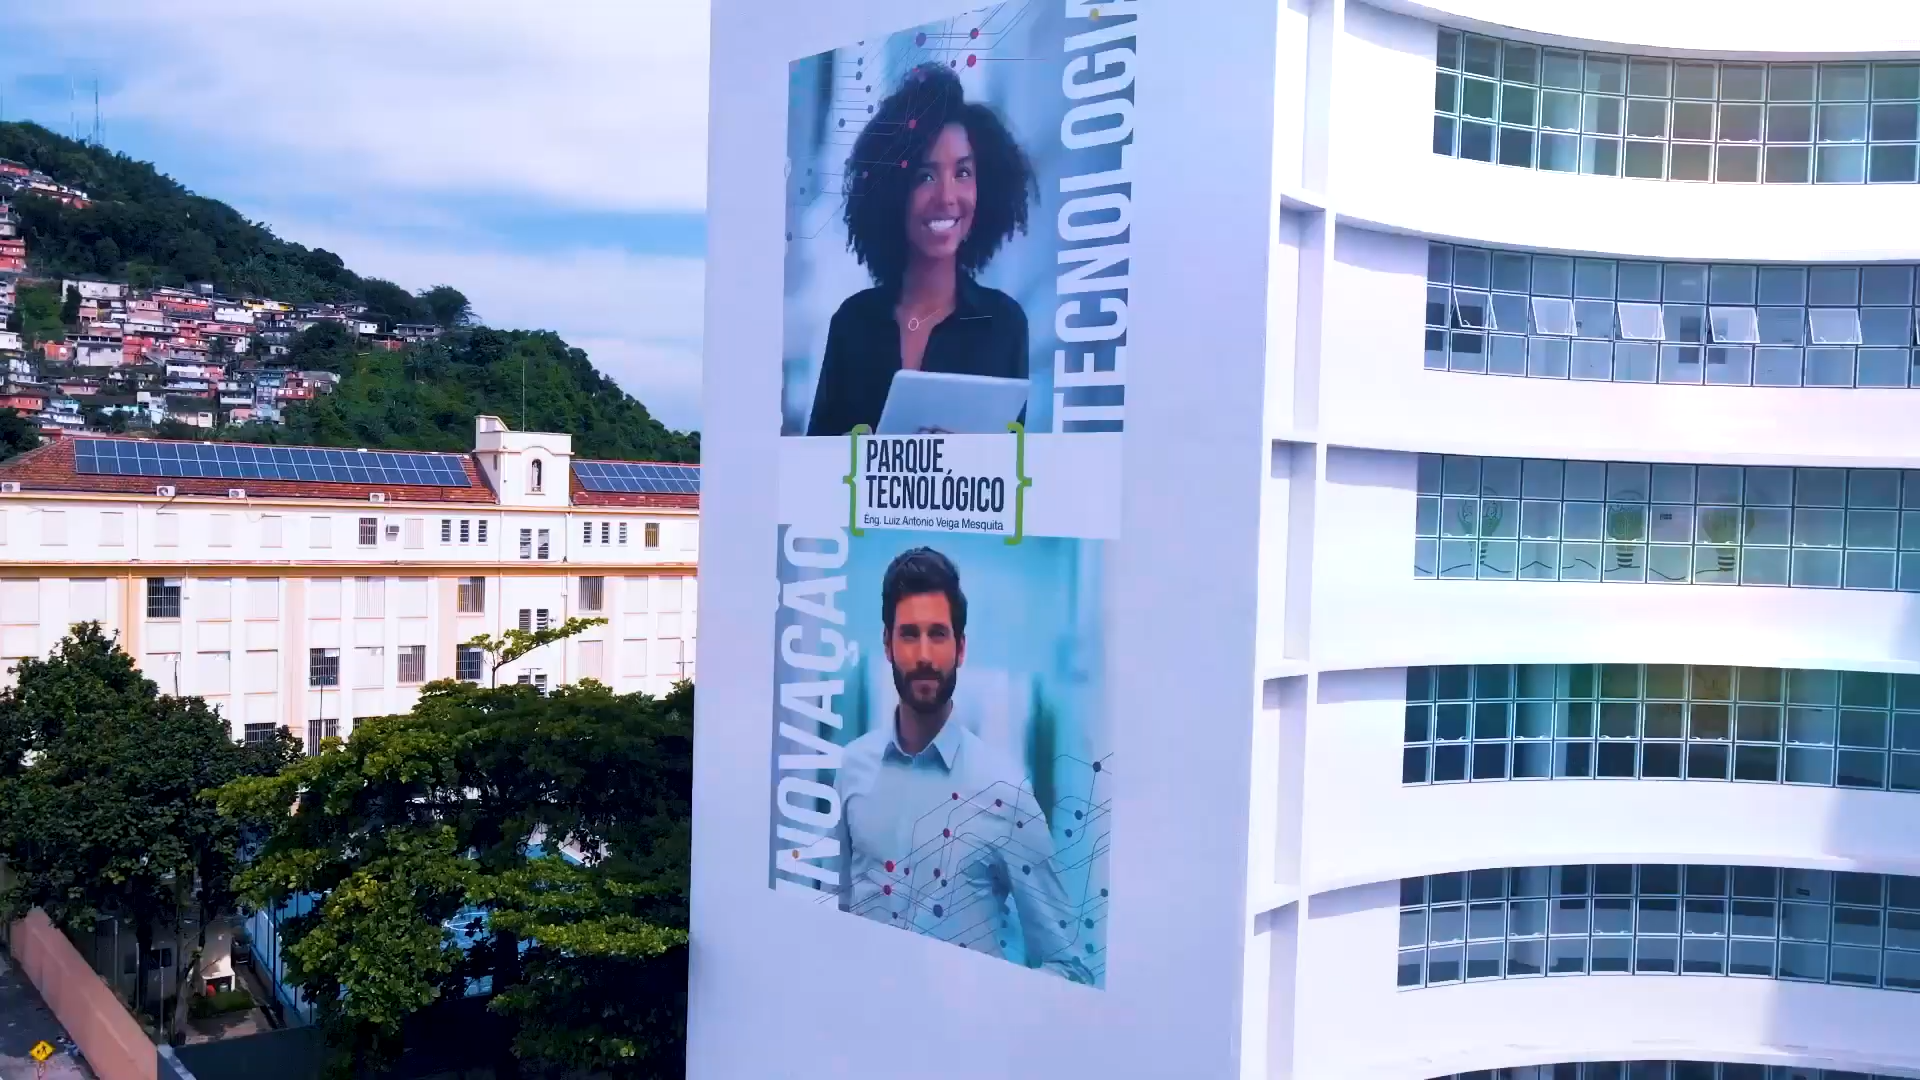 TECNOLOGIA
PARQUE
TECNOLÓGICO
Eng. Luiz Antonio Veiga Mesquita
INOVAÇÃO